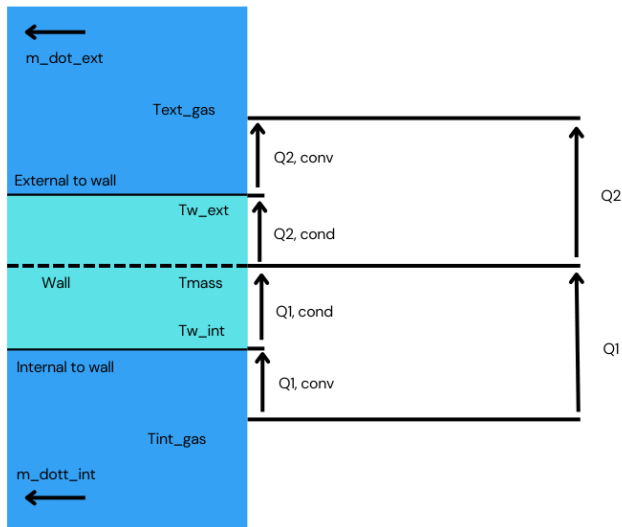 m_dot_ext
Text_gas
Q2, conv
External to wall
Q2
Tw_ext
Q2, cond
Wall
Tmass
Q1, cond
Tw_int
Q1
Internal to wall
Q1, conv
Tint_gas
m_dott_int